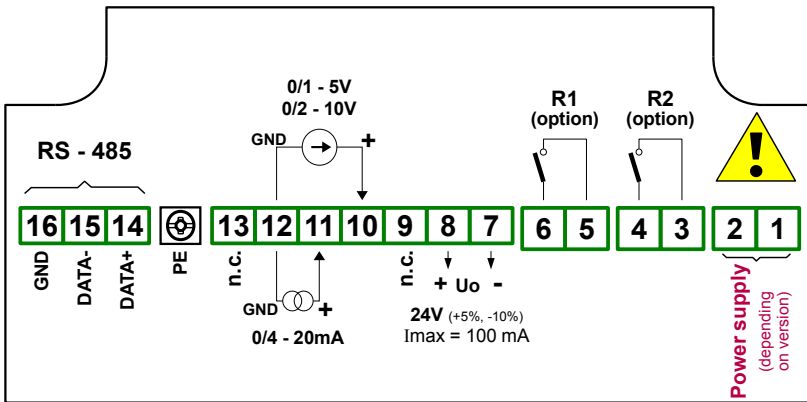 0/1 - 5V
0/2 - 10V
GND
+
R1
(option)
R2
(option)
RS - 485
16 15 14 13 12 11 10 9 8 7 6 5 4 3 2 1
GND
DATA-
DATA+
PE
n.c.
GND
+
0/4 - 20mA
n.c.
+ Uo -
24V (+5%, -10%)
Imax = 100 mA
Power supply
(depending
on version)